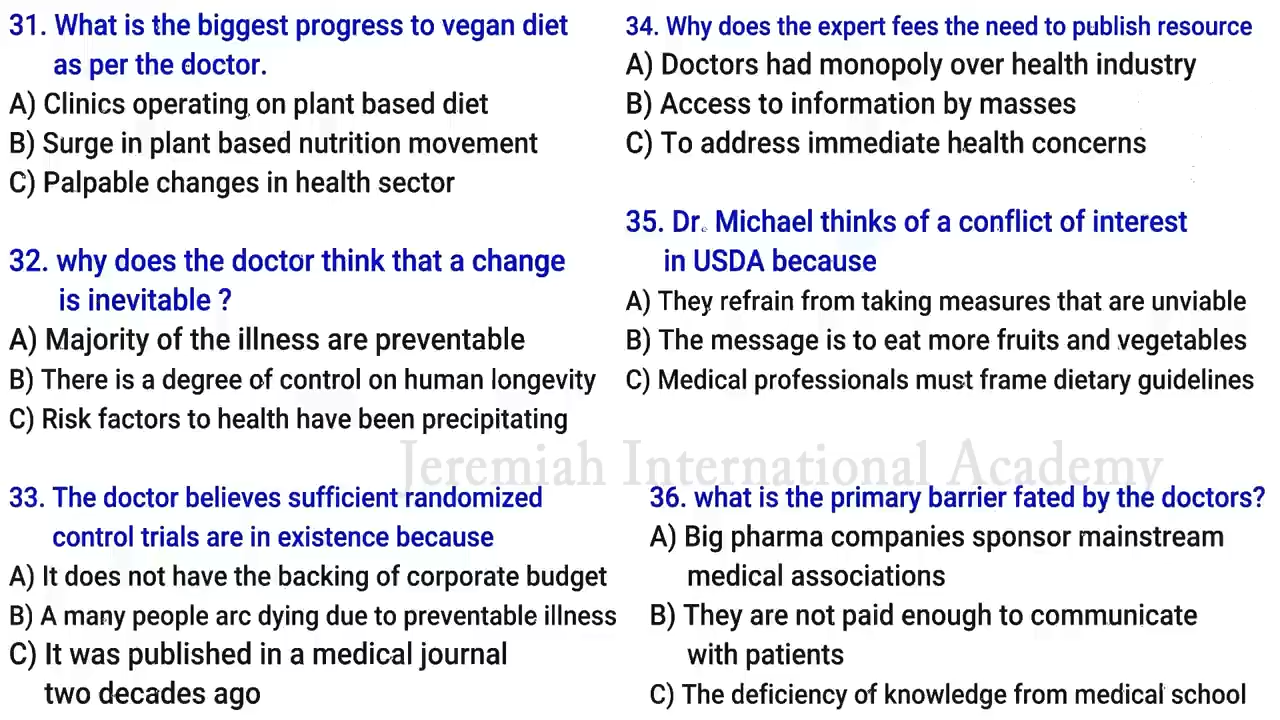 31. What is the biggest progress to vegan diet
as per the doctor.
A) Clinics operating on plant based diet
B) Surge in plant based nutrition movement
C) Palpable changes in health sector
32. why does the doctor think that a change
is inevitable ?
A) Majority of the illness are preventable
B) There is a degree of control on human longevity
C) Risk factors to health have been precipitating
33. The doctor believes sufficient randomized
control trials are in existence because
A) It does not have the backing of corporate budget
B) A many people arc dying due to preventable illness
C) It was published in a medical journal
two decades ago
34. Why does the expert fees the need to publish resource
A) Doctors had monopoly over health industry
B) Access to information by masses
C) To address immediate health concerns
35. Dr. Michael thinks of a conflict of interest
in USDA because
A) They refrain from taking measures that are unviable
B) The message is to eat more fruits and vegetables
C) Medical professionals must frame dietary guidelines
Jeremiah International Academy
36. what is the primary barrier fated by the doctors?
A) Big pharma companies sponsor mainstream
medical associations
B) They are not paid enough to communicate
with patients
C) The deficiency of knowledge from medical school